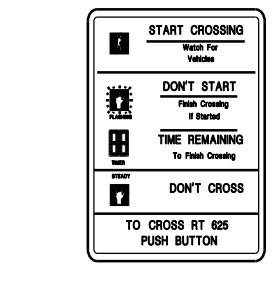 START CROSSING
Watch For
Vehicles
DON'T START
Finish Crossing
If Started
FLASHING
TIME REMAINING
To Finish Crossing
TIMER
STEADY
DON'T CROSS
TO CROSS RT 625
PUSH BUTTON